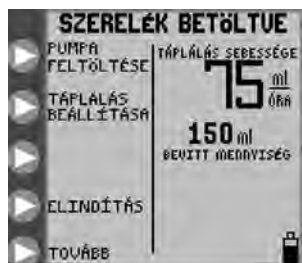 SZERELÉK BETÖLTVE
PUMPA
FELTÖLTÉSE
TÁPLÁLÁS
BEÁLLÍTÁSA
ELINDÍTÁS
TOVÁBB
TÁPLÁLÁS SEBESSÉGE
75 ml
ÓRA
150 ml
BEVITT MENNYISÉG